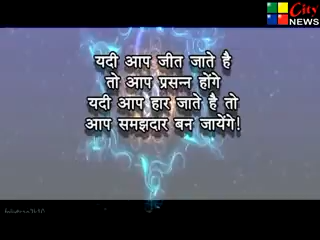 City
NEWS
यदी आप जीत जाते है
तो आप प्रसन्न होंगे
यदी आप हार जाते है तो
आप समझदार बन जायेंगे!